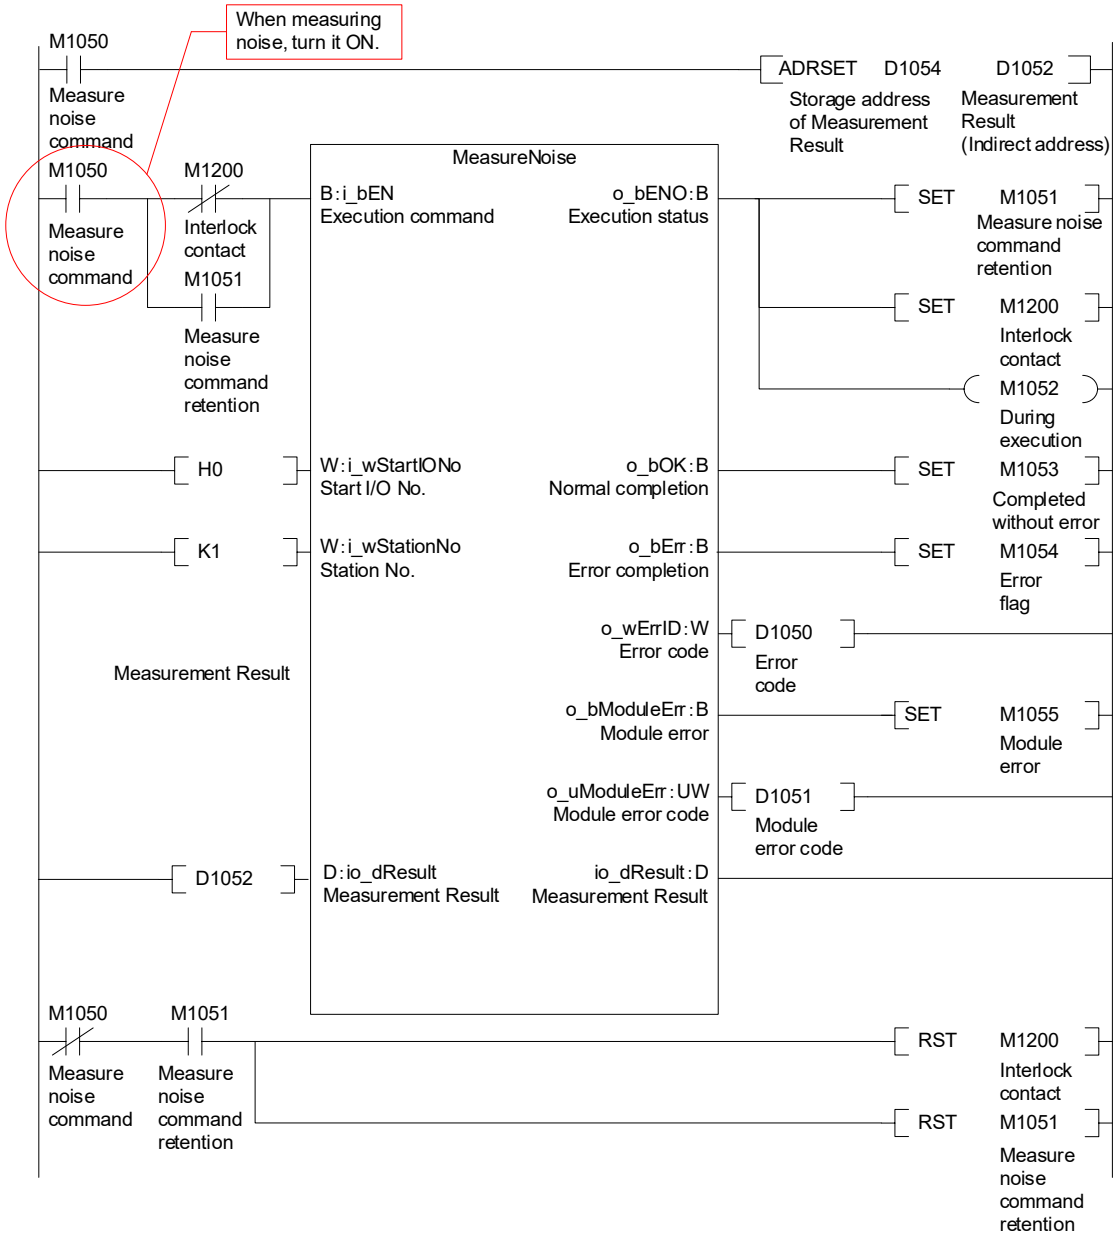 When measuring
noise, turn it ON.
M1050
Measure
noise
command
ADRSET D1054 D1052
Storage address
of Measurement
Result
Measurement
Result
(Indirect address)
M1050
Measure
noise
command
M1200
Interlock
contact
M1051
Measure
noise
command
retention
MeasureNoise
B:i_bEN
Execution command
o_bENO:B
Execution status
SET M1051
Measure noise
command
retention
SET M1200
Interlock
contact
M1052
During
execution
H0
W:i_wStartIONo
Start I/O No.
o_bOK:B
Normal completion
SET M1053
Completed
without error
K1
W:i_wStationNo
Station No.
o_bErr:B
Error completion
SET M1054
Error
flag
o_wErrID:W
Error code
D1050
Error
code
Measurement Result
o_bModuleErr:B
Module error
SET M1055
Module
error
o_uModuleErr:UW
Module error code
D1051
Module
error code
D1052
D:io_dResult
Measurement Result
io_dResult:D
Measurement Result
M1050
Measure
noise
command
M1051
Measure
noise
command
retention
RST M1200
Interlock
contact
RST M1051
Measure
noise
command
retention